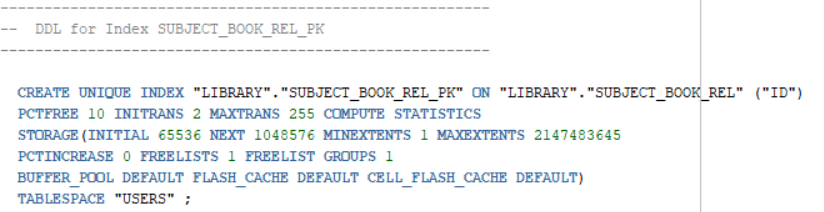 --------------------------------------------------------
--  DDL for Index SUBJECT_BOOK_REL_PK
--------------------------------------------------------
CREATE UNIQUE INDEX "LIBRARY"."SUBJECT_BOOK_REL_PK" ON "LIBRARY"."SUBJECT_BOOK_REL" ("ID")
PCTFREE 10 INITRANS 2 MAXTRANS 255 COMPUTE STATISTICS
STORAGE(INITIAL 65536 NEXT 1048576 MINEXTENTS 1 MAXEXTENTS 2147483645
PCTINCREASE 0 FREELISTS 1 FREELIST GROUPS 1
BUFFER_POOL DEFAULT FLASH_CACHE DEFAULT CELL_FLASH_CACHE DEFAULT)
TABLESPACE "USERS" ;